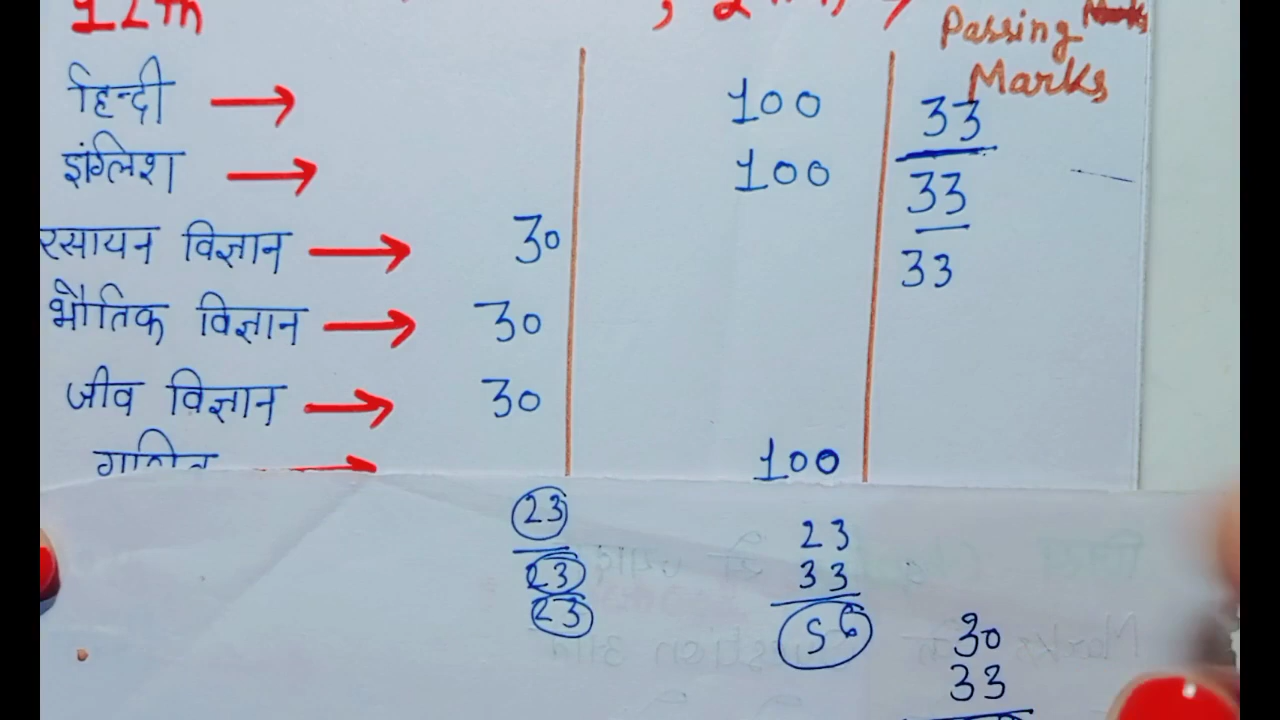 12th
Passing
Marks
हिन्दी → 100 33
इंग्लिश → 100 33
रसायन विज्ञान → 30 33
भौतिक विज्ञान → 30
जीव विज्ञान → 30
गणित → 100
23
23
23
23
33
56
30
33